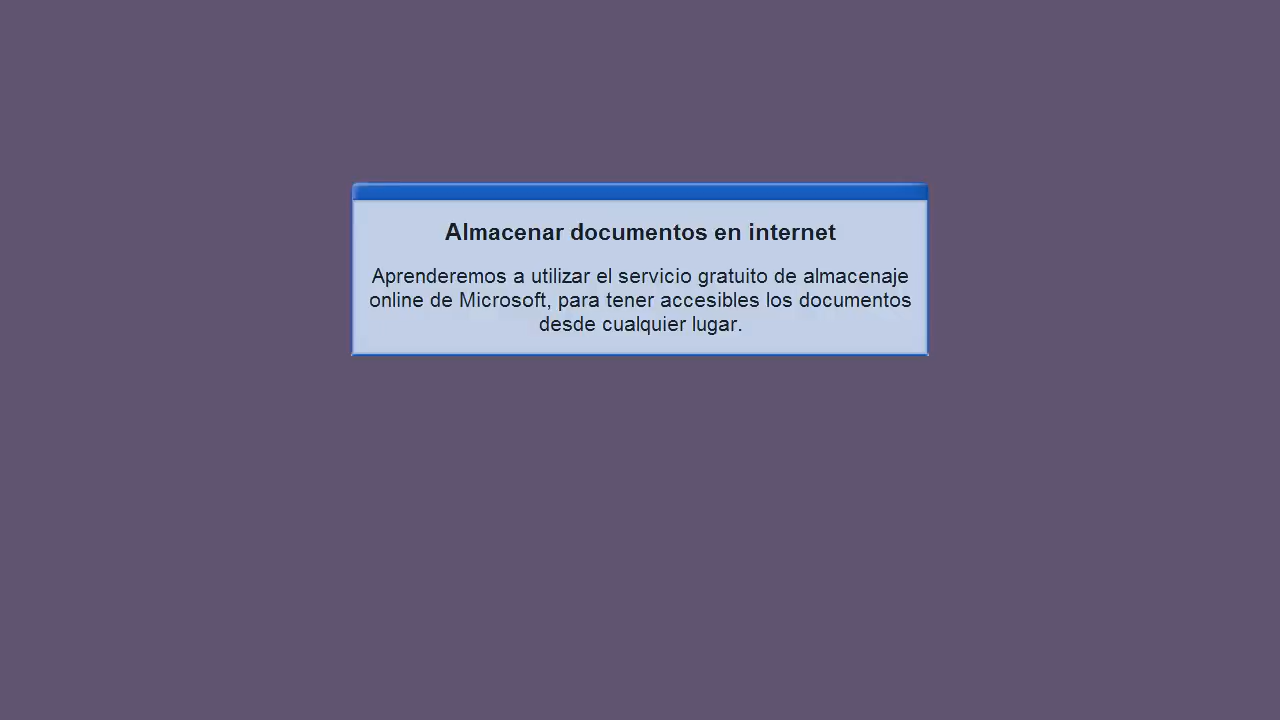 Almacenar documentos en internet
Aprenderemos a utilizar el servicio gratuito de almacenaje
online de Microsoft, para tener accesibles los documentos
desde cualquier lugar.